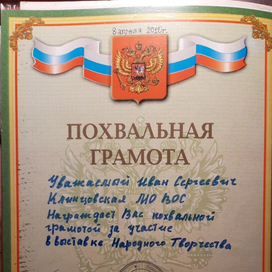 8 апреля 2010г.
ПОХВАЛЬНАЯ
ГРАМОТА
Уважаемый Иван Сергеевич
Клинцовская МО ВОС
Награждает Вас похвальной
грамотой за участие
в выставке Народного Творчества